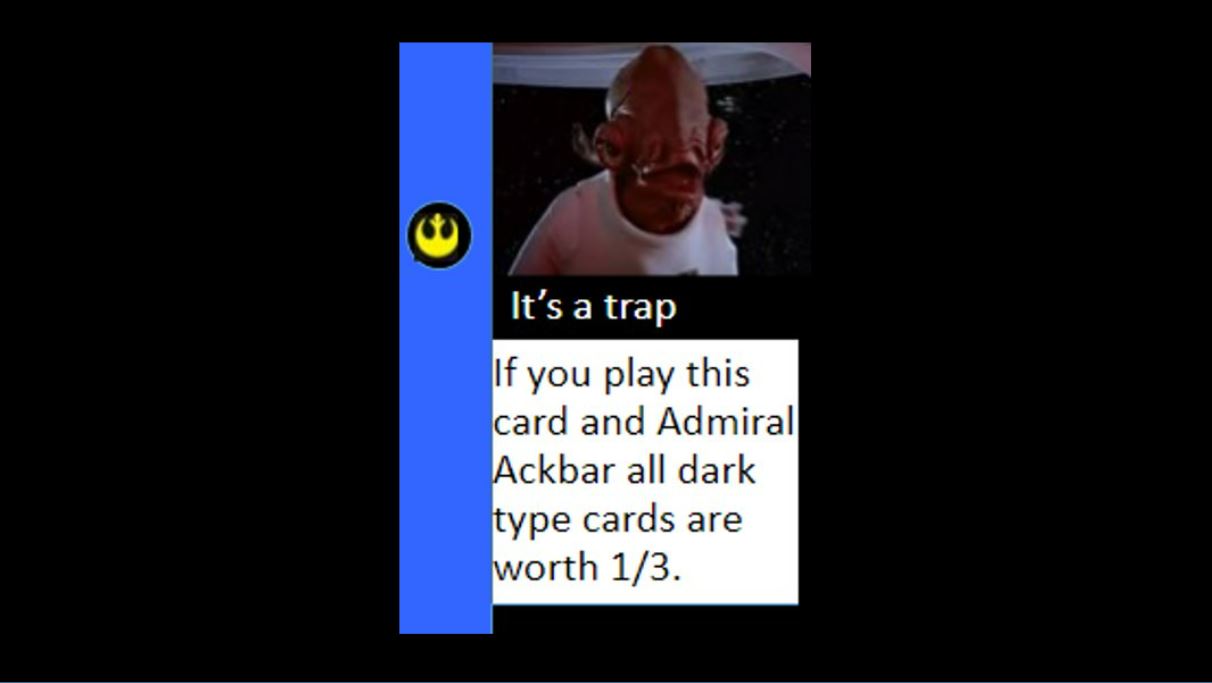 It’s a trap
If you play this
card and Admiral
Ackbar all dark
type cards are
worth 1/3.